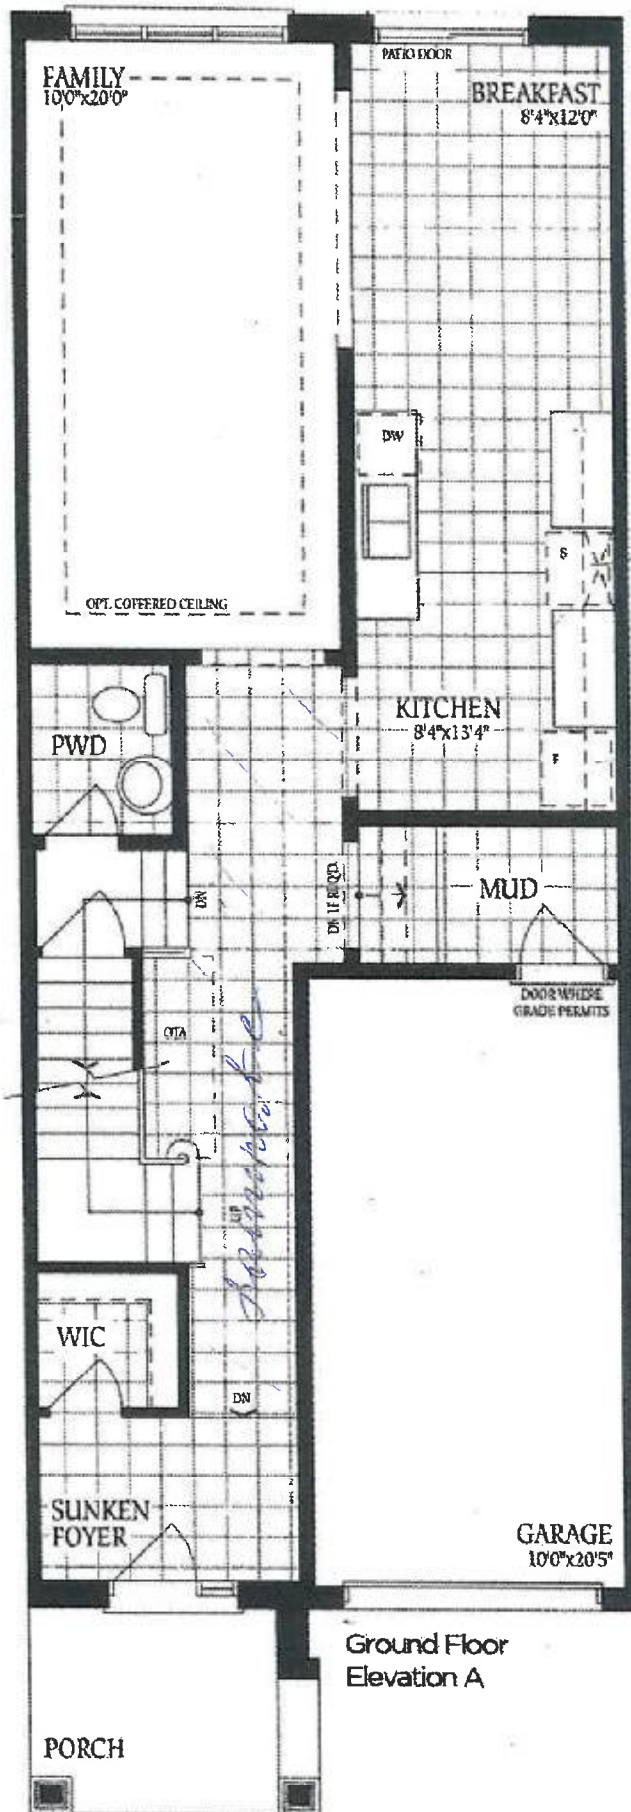 PATIO DOOR
FAMILY
10'0"x20'0"
BREAKFAST
8'4"x12'0"
DW
S
OPT. COFFERED CEILING
KITCHEN
8'4"x13'4"
F
PWD
DN
DN IF REQD.
MUD
DOOR WHERE
GRADE PERMITS
OTA
UP
WIC
DN
SUNKEN
FOYER
GARAGE
10'0"x20'5"
Ground Floor
Elevation A
PORCH